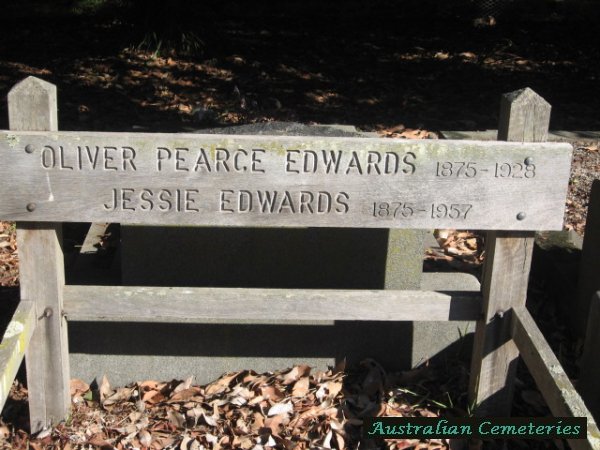 OLIVER PEARCE EDWARDS 1875-1928
JESSIE EDWARDS 1875-1957
Australian Cemeteries